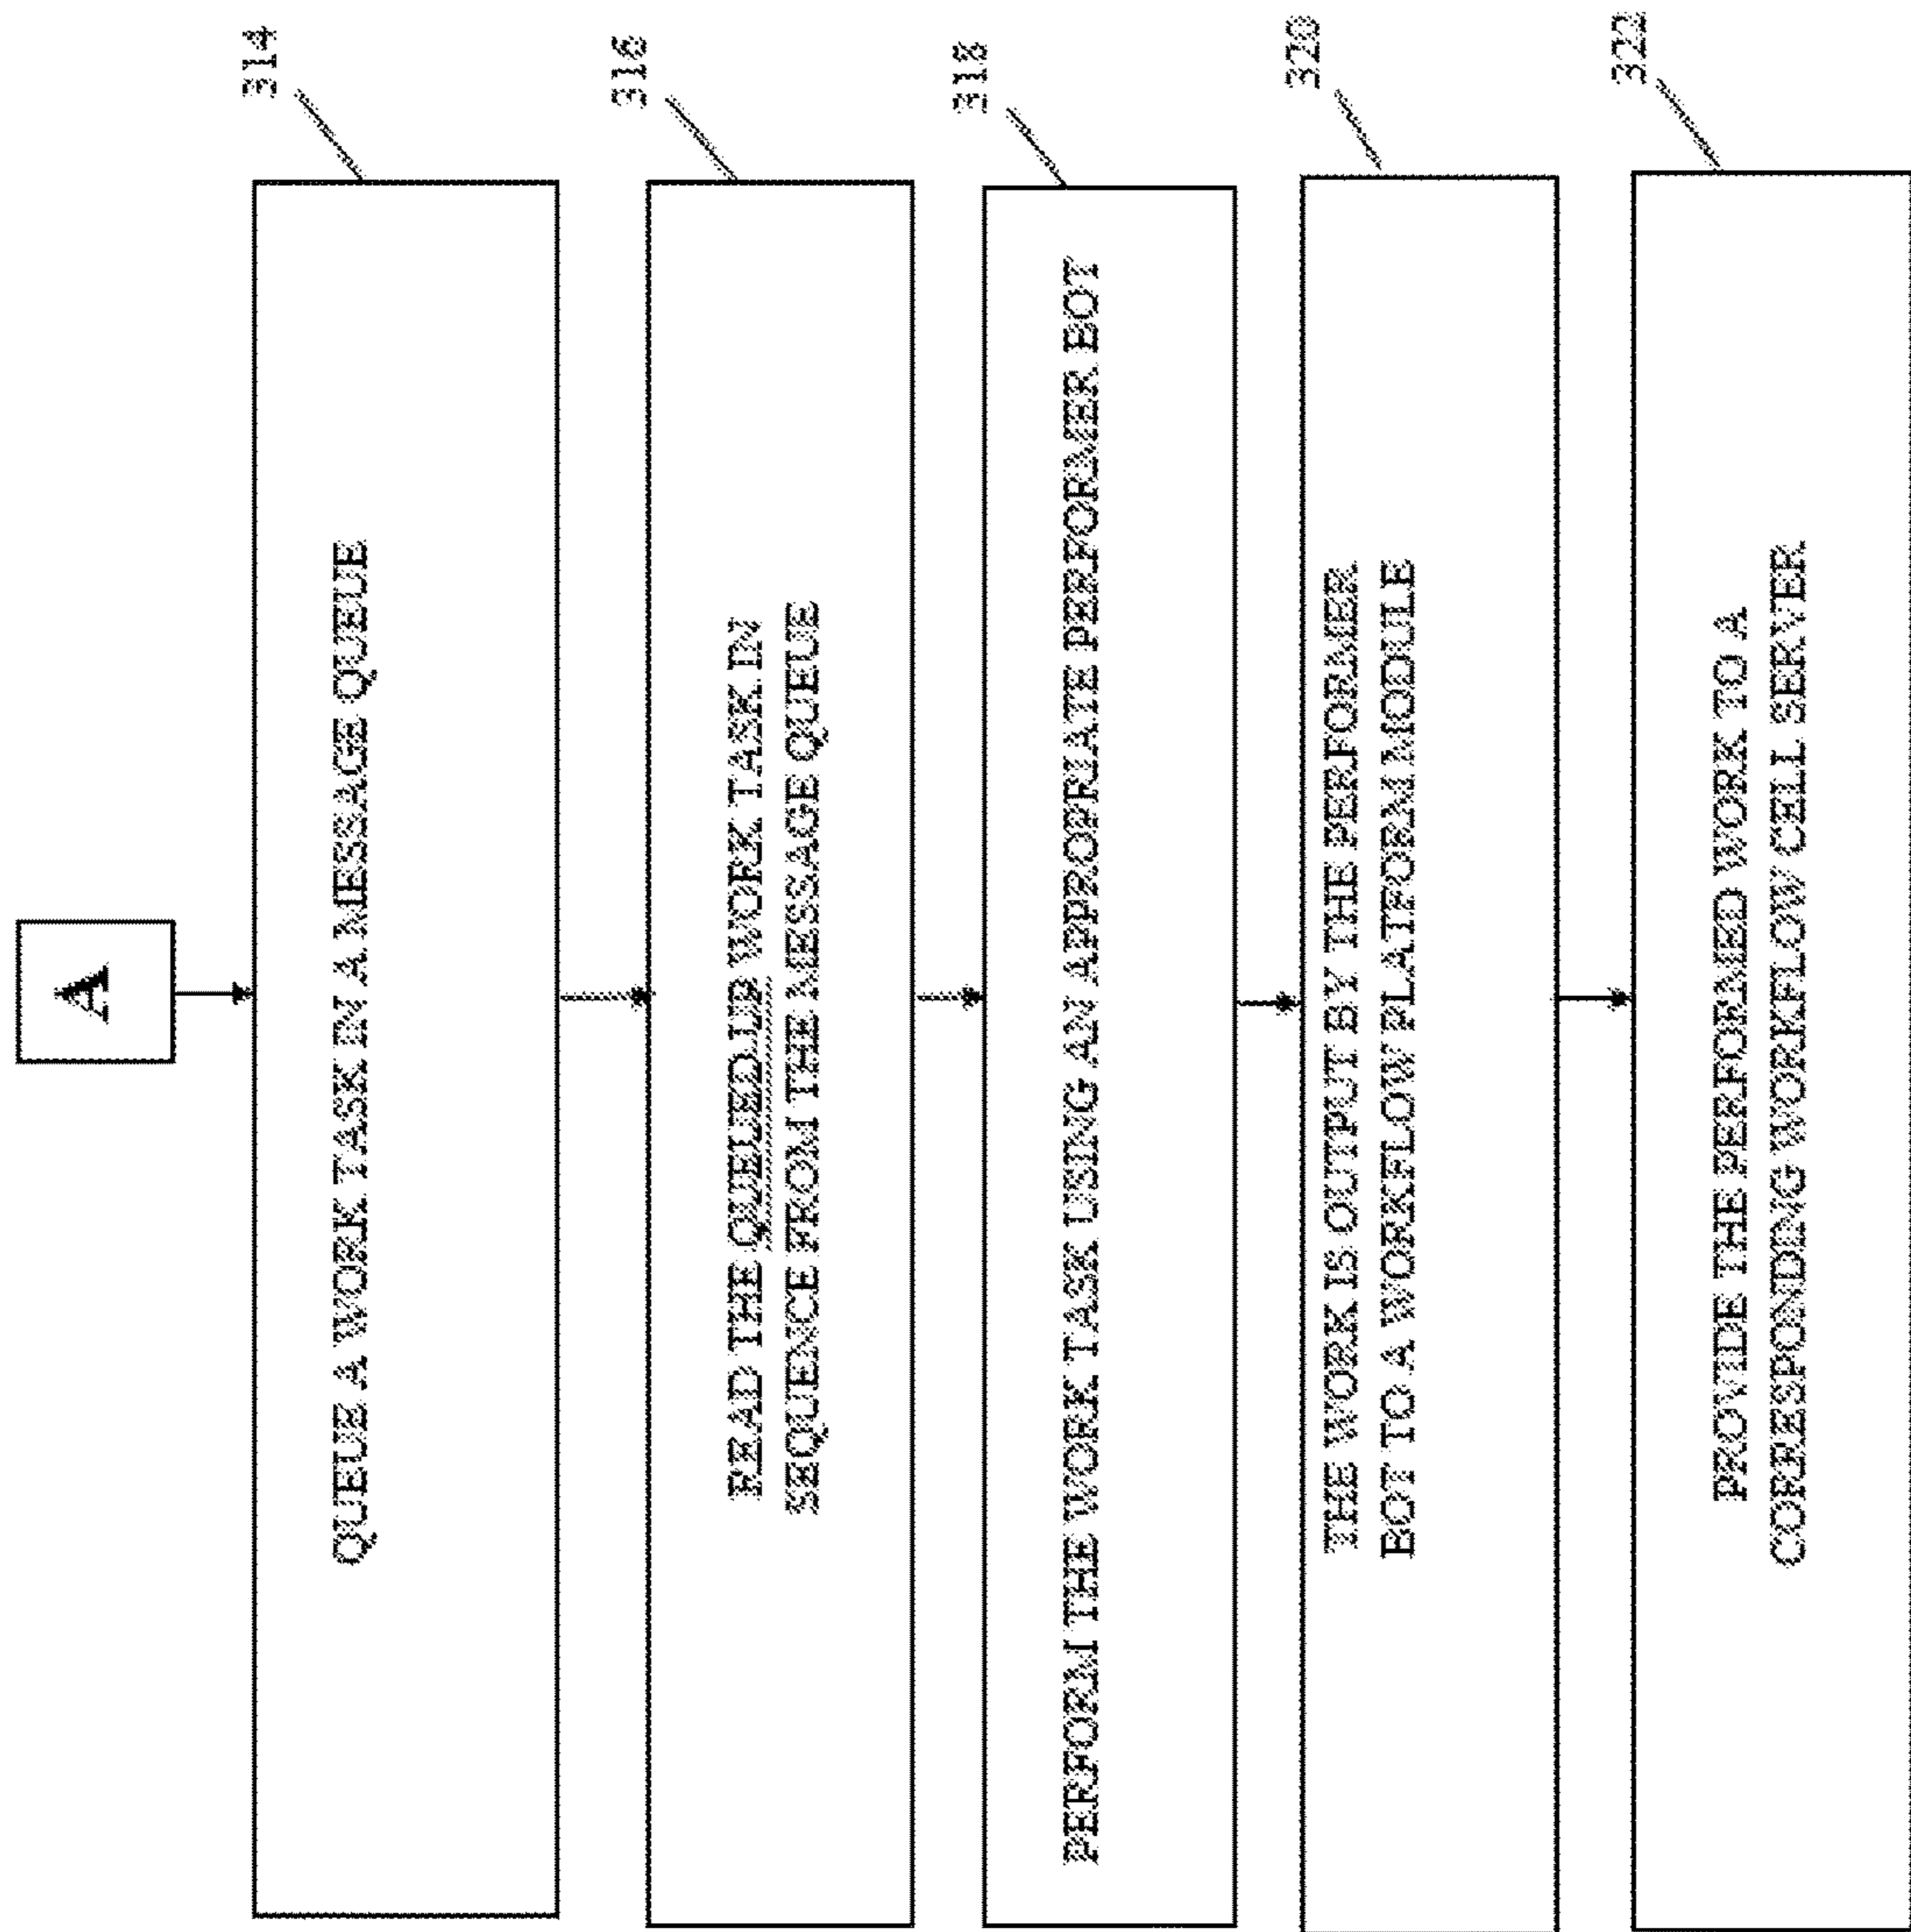 A
314
QUEUE A WORK TASK IN A MESSAGE QUEUE
316
READ THE QUEUED WORK TASK IN
SEQUENCE FROM THE MESSAGE QUEUE
318
PERFORM THE WORK TASK USING AN APPROPRIATE PERFORMER BOT
320
THE WORK IS OUTPUT BY THE PERFORMER
BOT TO A WORKFLOW PLATFORM MODULE
322
PROVIDE THE PERFORMED WORK TO A
CORRESPONDING WORKFLOW CELL SERVER